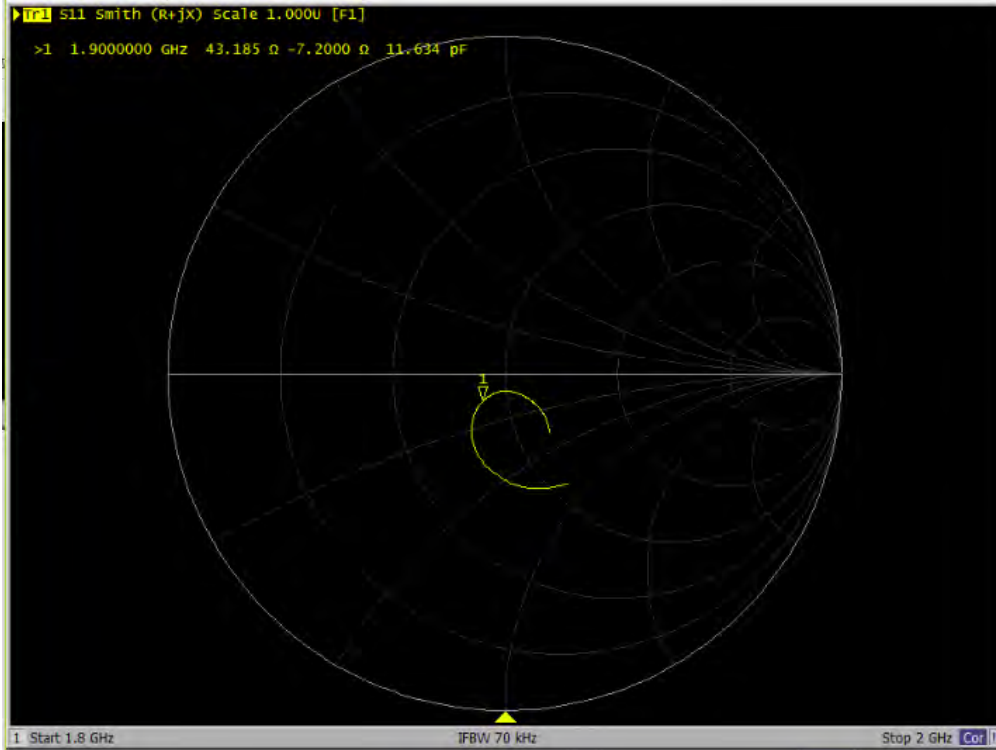 Tr1 S11 Smith (R+jX) Scale 1.000U [F1]
>1 1.9000000 GHz 43.185 Ω -7.2000 Ω 11.634 pF
1
1 Start 1.8 GHz IFBW 70 kHz Stop 2 GHz Cor